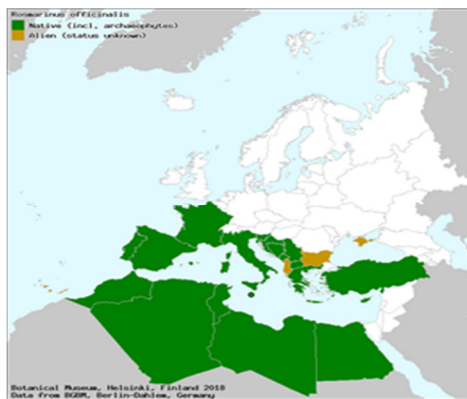 Rosmarinus officinalis
Native (incl. archaeophytes)
Alien (status unknown)
Botanical Museum, Helsinki, Finland 2018
Data from BGBM, Berlin-Dahlem, Germany